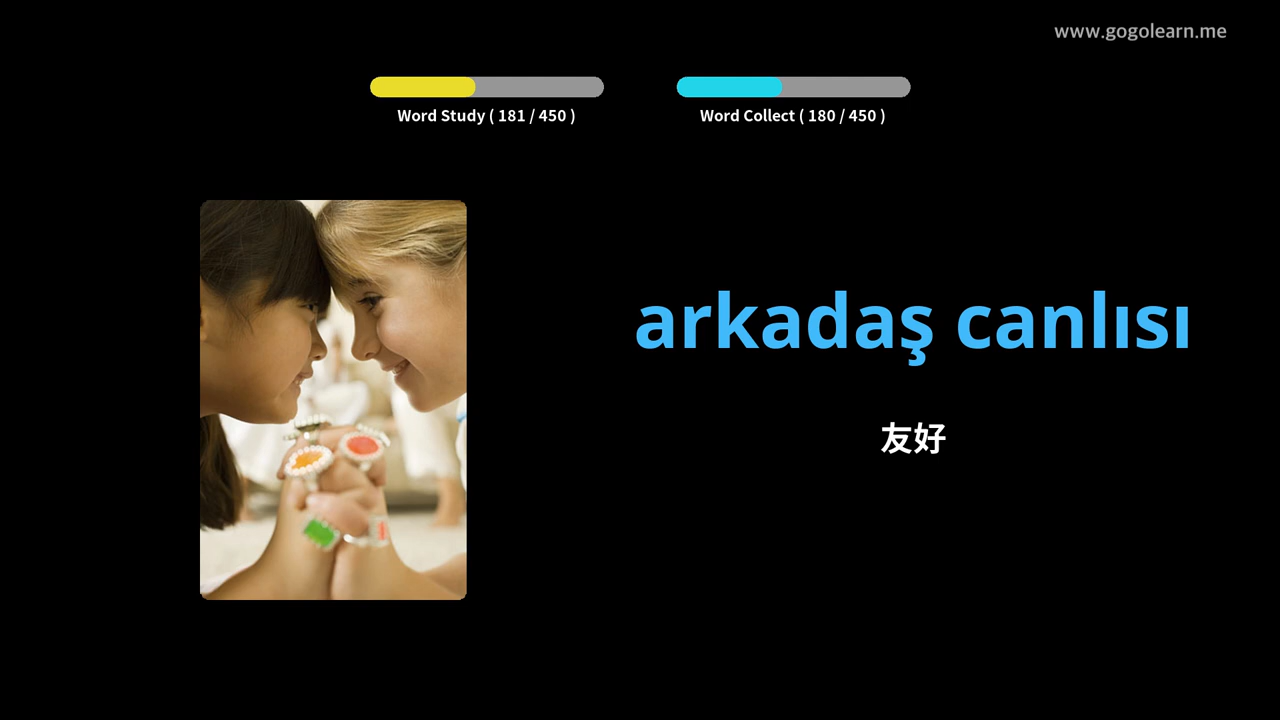 www.gogolearn.me
Word Study ( 181 / 450 )
Word Collect ( 180 / 450 )
arkadaş canlısı
友好